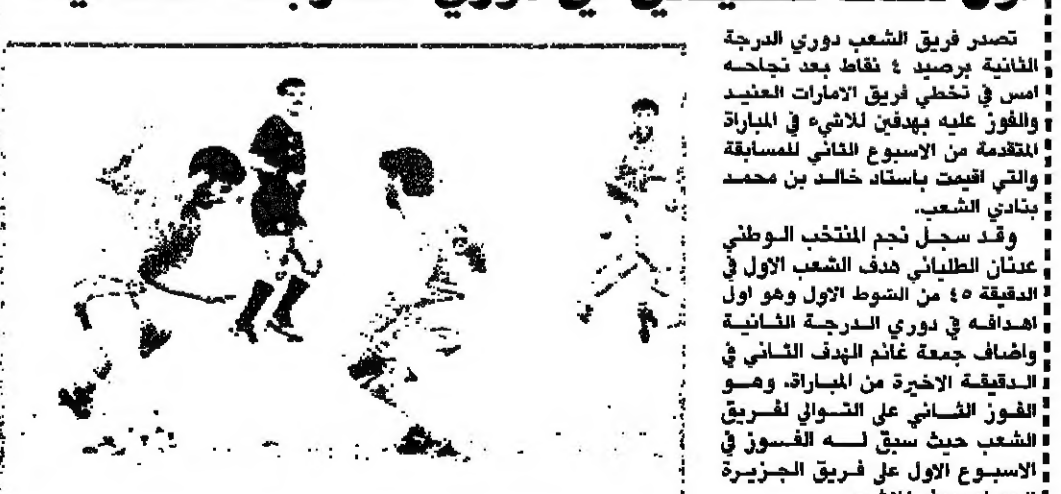 تصدر فريق الشعب دوري الدرجة
الثانية برصيد ٤ نقاط بعد نجاحه
امس في تخطي فريق الامارات العنيد
والفوز عليه بهدفين للاشيء في المباراة
المتقدمة من الاسبوع الثاني للمسابقة
والتي اقيمت باستاد خالد بن محمد
بنادي الشعب.
وقد سجل نجم المنتخب الوطني
عدنان الطلياني هدف الشعب الاول في
الدقيقة ٤٥ من الشوط الاول وهو اول
اهدافه في دوري الدرجة الثانية
واضاف جمعة غانم الهدف الثاني في
الدقيقة الاخيرة من المباراة، وهو
الفوز الثاني على التوالي لفريق
الشعب حيث سبق له الفوز في
الاسبوع الاول على فريق الجزيرة